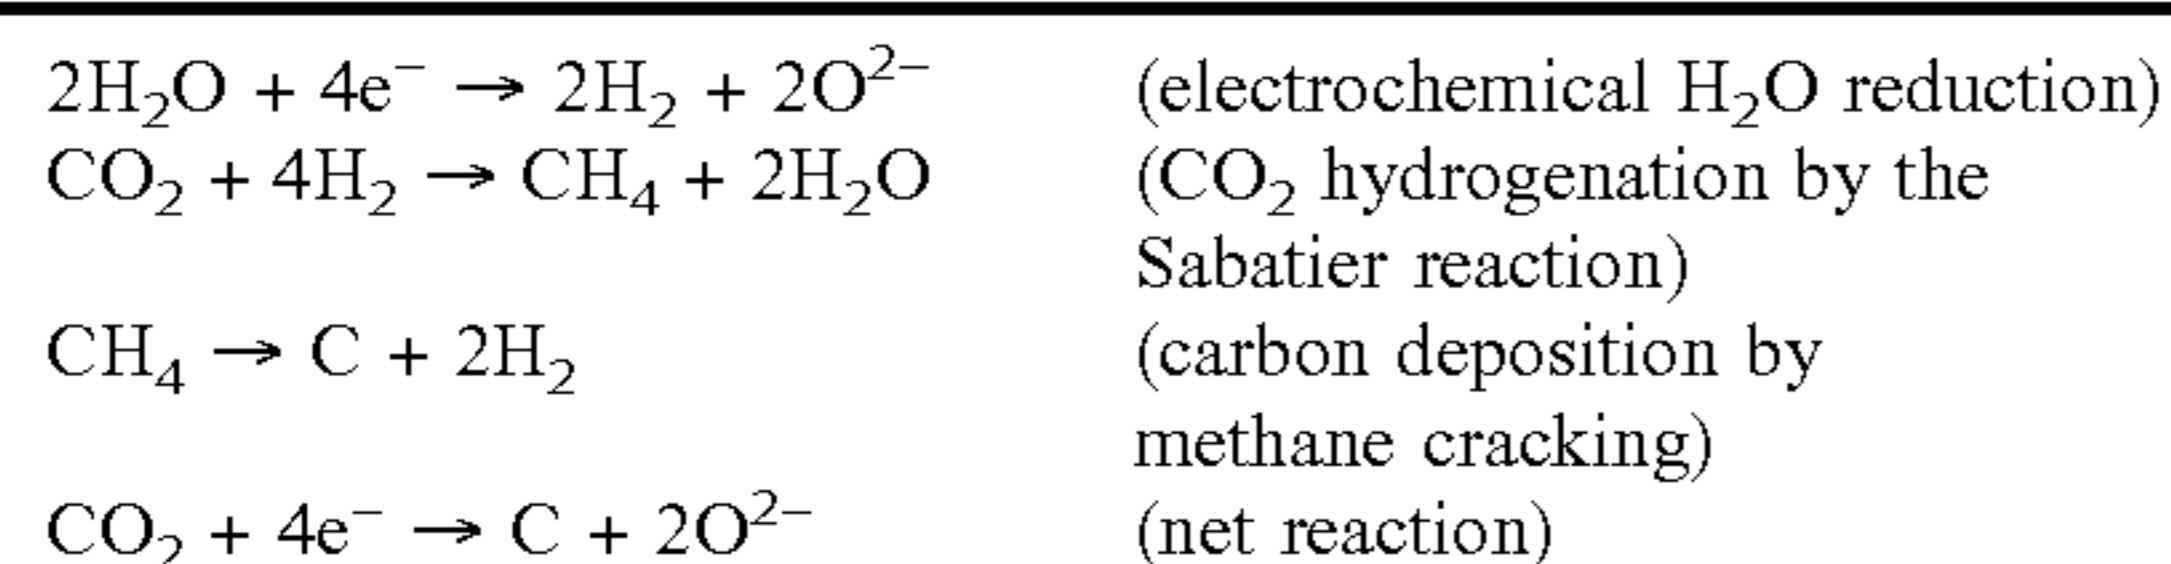 2H₂O + 4e⁻ → 2H₂ + 2O²⁻ (electrochemical H₂O reduction)
CO₂ + 4H₂ → CH₄ + 2H₂O (CO₂ hydrogenation by the
Sabatier reaction)
CH₄ → C + 2H₂ (carbon deposition by
methane cracking)
CO₂ + 4e⁻ → C + 2O²⁻ (net reaction)